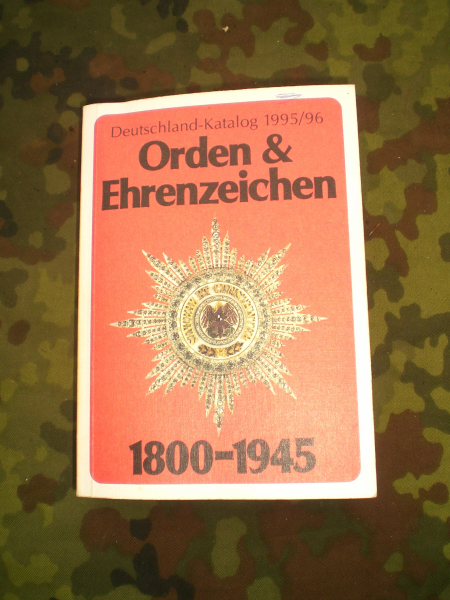 Deutschland-Katalog 1995/96
Orden &
Ehrenzeichen
1800-1945